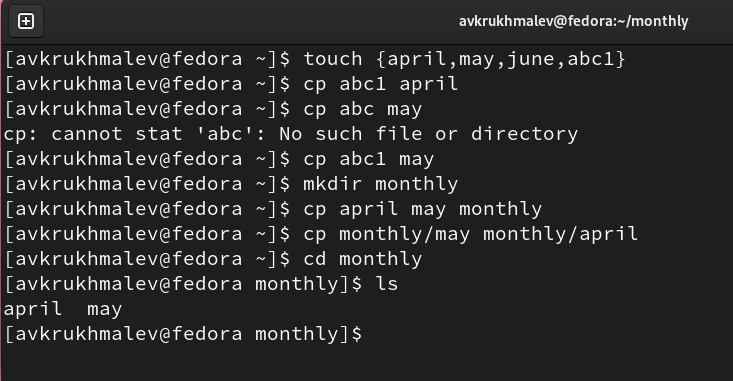 avkrukhmalev@fedora:~/monthly
[avkrukhmalev@fedora ~]$ touch {april,may,june,abc1}
[avkrukhmalev@fedora ~]$ cp abc1 april
[avkrukhmalev@fedora ~]$ cp abc may
cp: cannot stat 'abc': No such file or directory
[avkrukhmalev@fedora ~]$ cp abc1 may
[avkrukhmalev@fedora ~]$ mkdir monthly
[avkrukhmalev@fedora ~]$ cp april may monthly
[avkrukhmalev@fedora ~]$ cp monthly/may monthly/april
[avkrukhmalev@fedora ~]$ cd monthly
[avkrukhmalev@fedora monthly]$ ls
april  may
[avkrukhmalev@fedora monthly]$